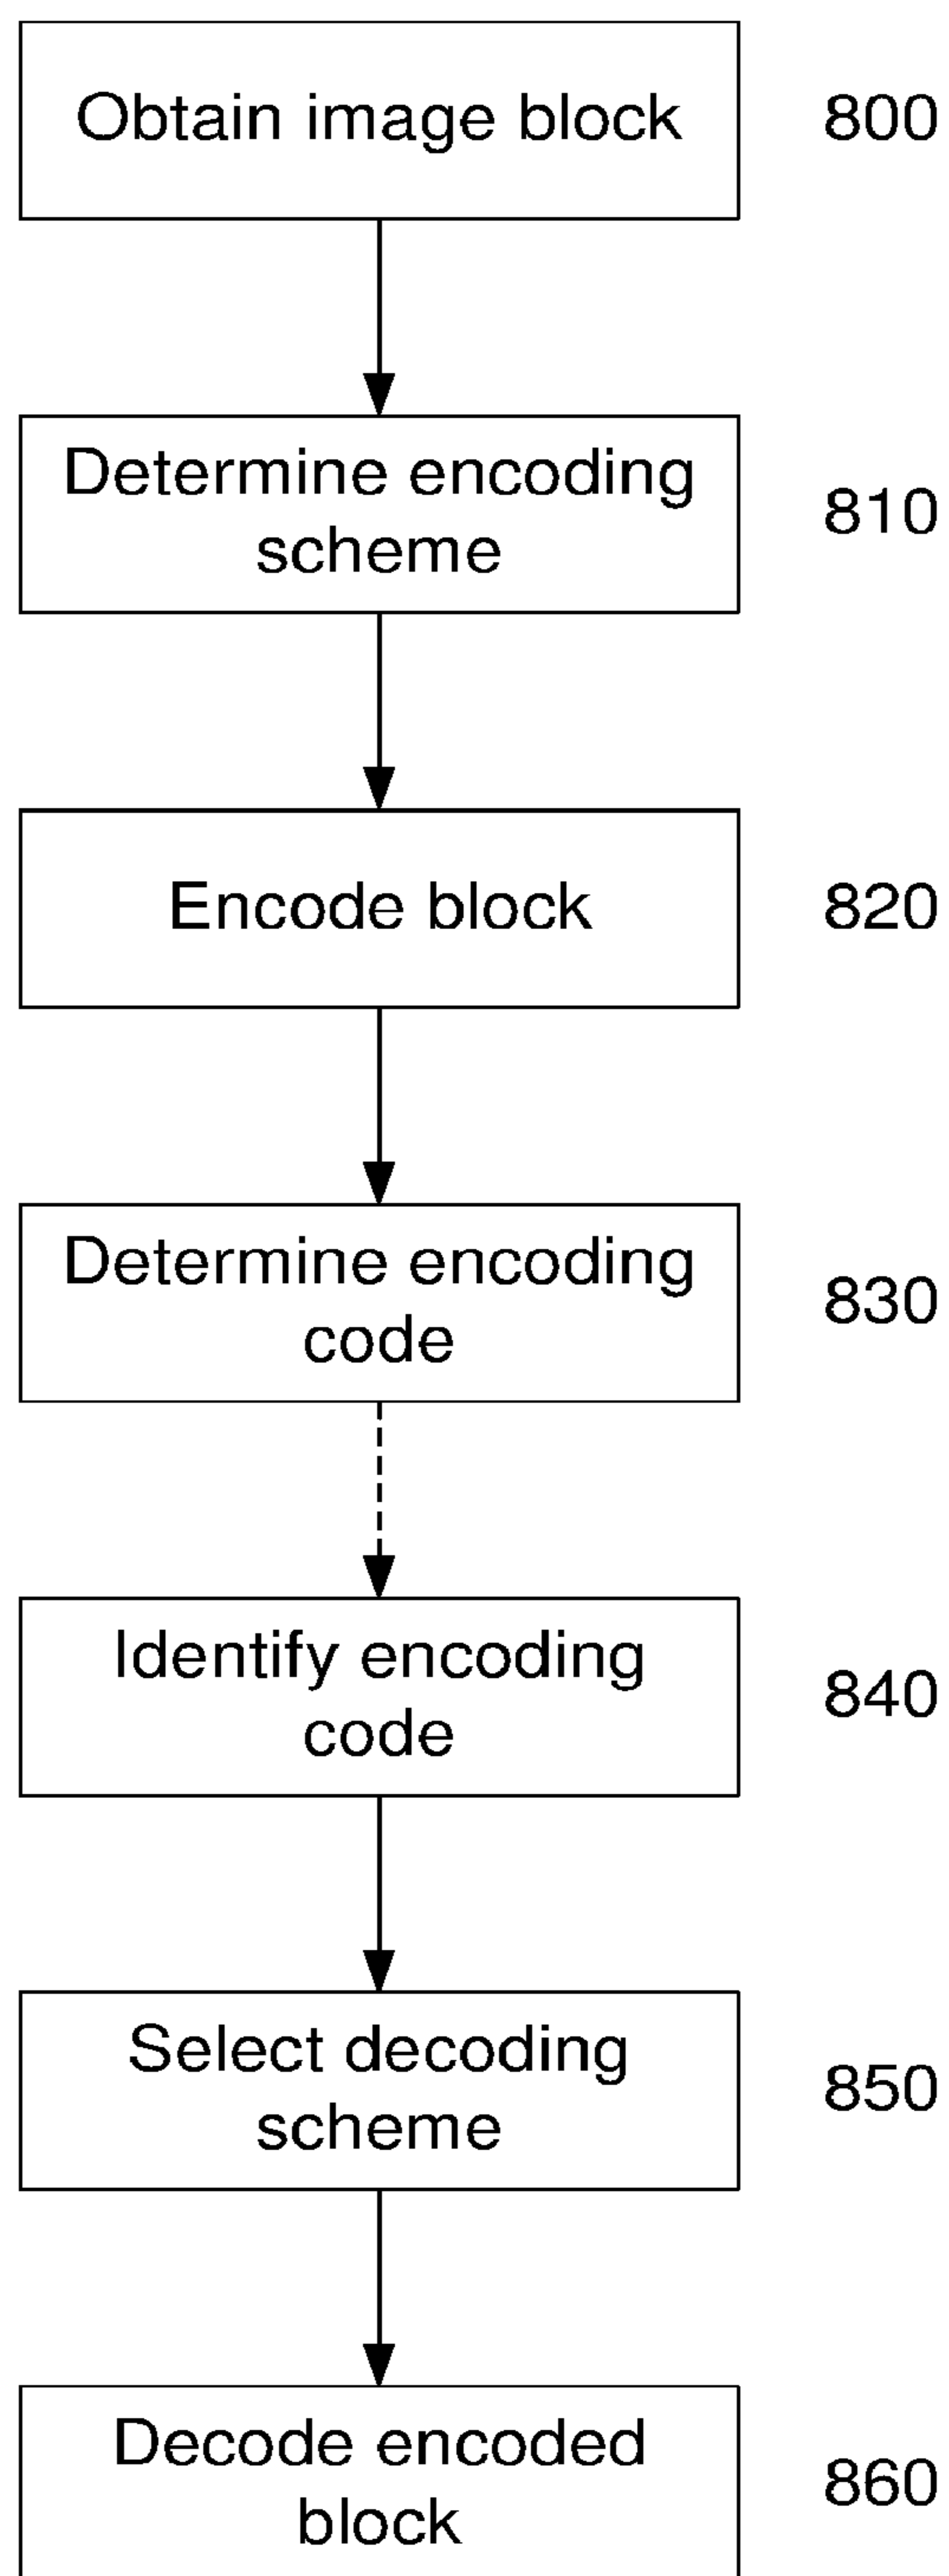 Obtain image block
800
Determine encoding
scheme
810
Encode block
820
Determine encoding
code
830
Identify encoding
code
840
Select decoding
scheme
850
Decode encoded
block
860